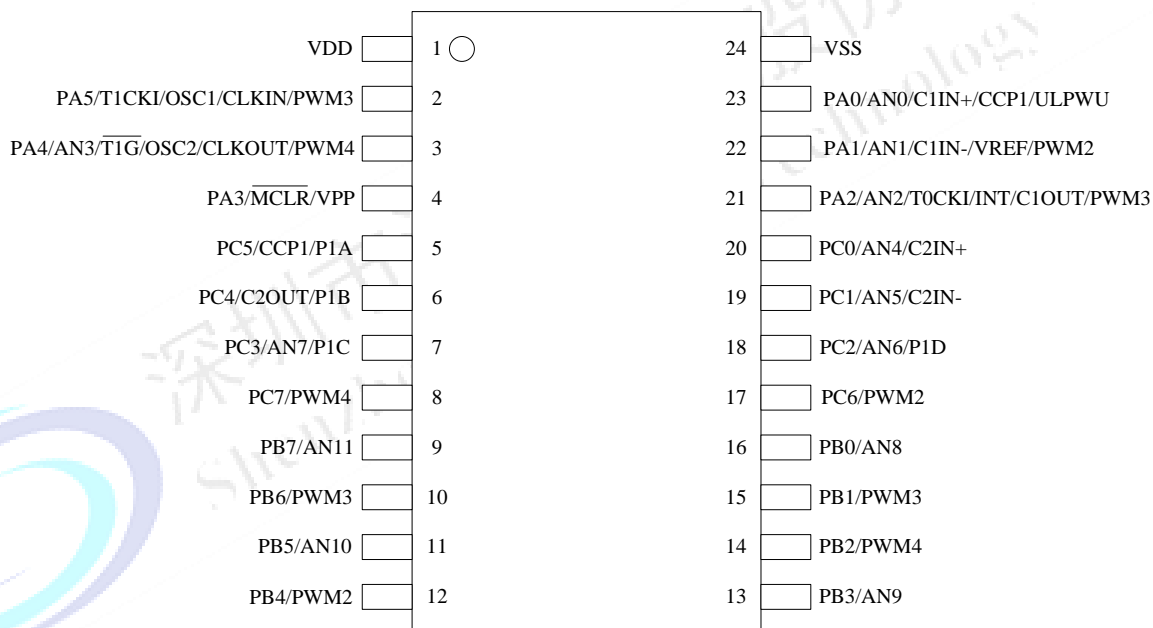 VDD 1 24 VSS
PA5/T1CKI/OSC1/CLKIN/PWM3 2 23 PA0/AN0/C1IN+/CCP1/ULPWU
PA4/AN3/T1G/OSC2/CLKOUT/PWM4 3 22 PA1/AN1/C1IN-/VREF/PWM2
PA3/MCLR/VPP 4 21 PA2/AN2/T0CKI/INT/C1OUT/PWM3
PC5/CCP1/P1A 5 20 PC0/AN4/C2IN+
PC4/C2OUT/P1B 6 19 PC1/AN5/C2IN-
PC3/AN7/P1C 7 18 PC2/AN6/P1D
PC7/PWM4 8 17 PC6/PWM2
PB7/AN11 9 16 PB0/AN8
PB6/PWM3 10 15 PB1/PWM3
PB5/AN10 11 14 PB2/PWM4
PB4/PWM2 12 13 PB3/AN9
深圳市